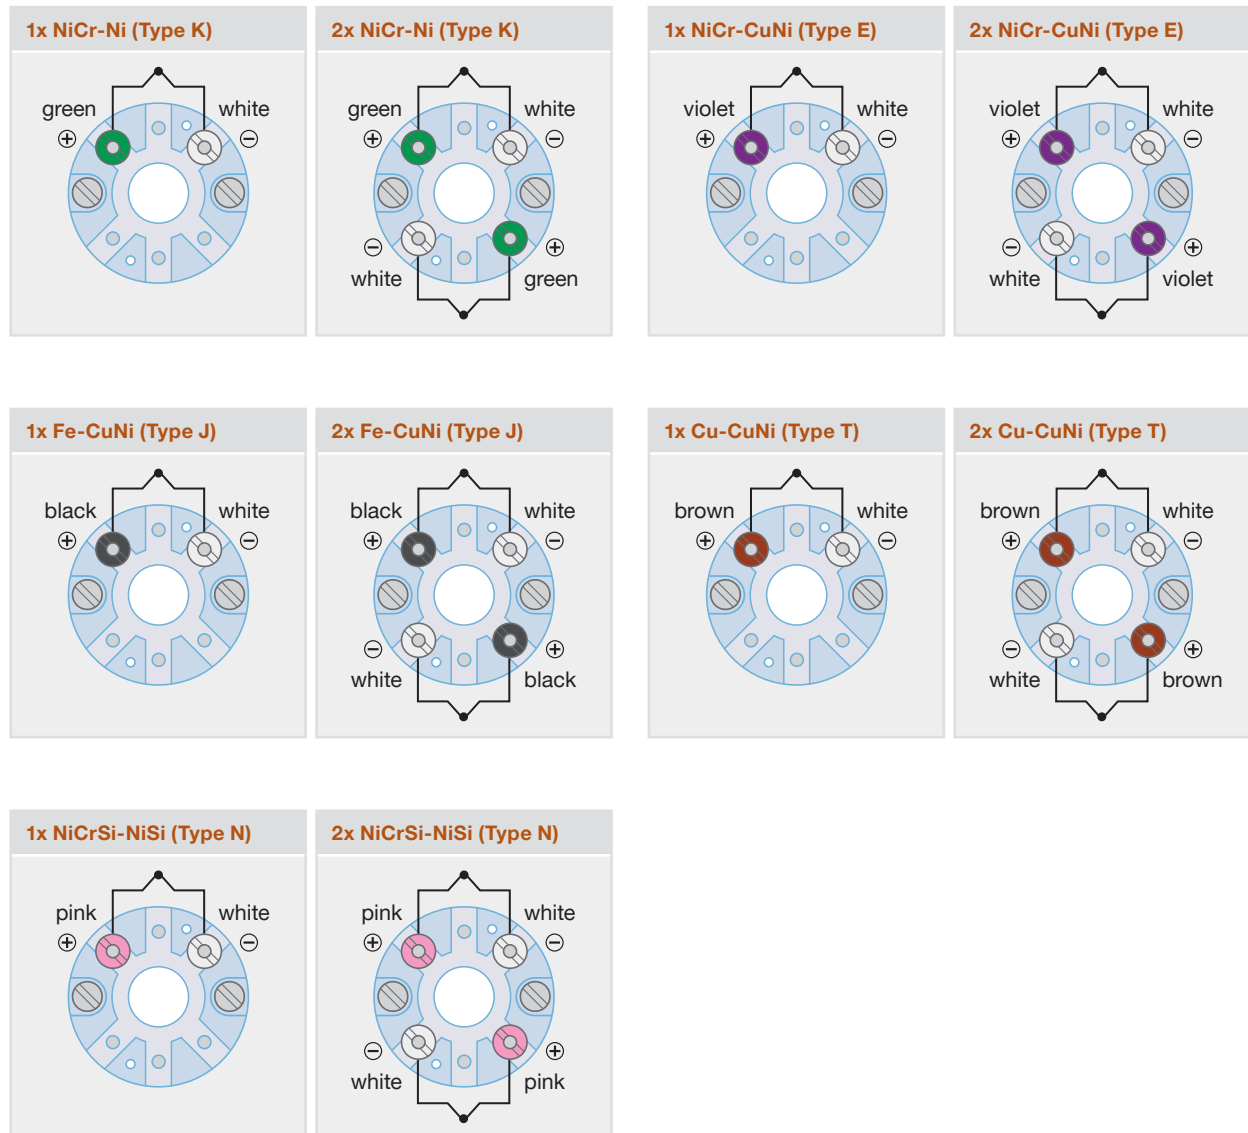 1x NiCr-Ni (Type K)
green
white
+
−
2x NiCr-Ni (Type K)
green
white
+
−
−
+
white
green
1x NiCr-CuNi (Type E)
violet
white
+
−
2x NiCr-CuNi (Type E)
violet
white
+
−
−
+
white
violet
1x Fe-CuNi (Type J)
black
white
+
−
2x Fe-CuNi (Type J)
black
white
+
−
−
+
white
black
1x Cu-CuNi (Type T)
brown
white
+
−
2x Cu-CuNi (Type T)
brown
white
+
−
−
+
white
brown
1x NiCrSi-NiSi (Type N)
pink
white
+
−
2x NiCrSi-NiSi (Type N)
pink
white
+
−
−
+
white
pink